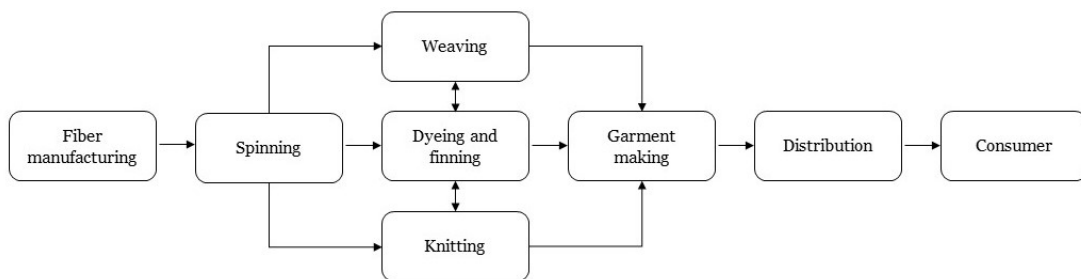 Weaving
Fiber
manufacturing
Spinning
Dyeing and
finning
Garment
making
Distribution
Consumer
Knitting